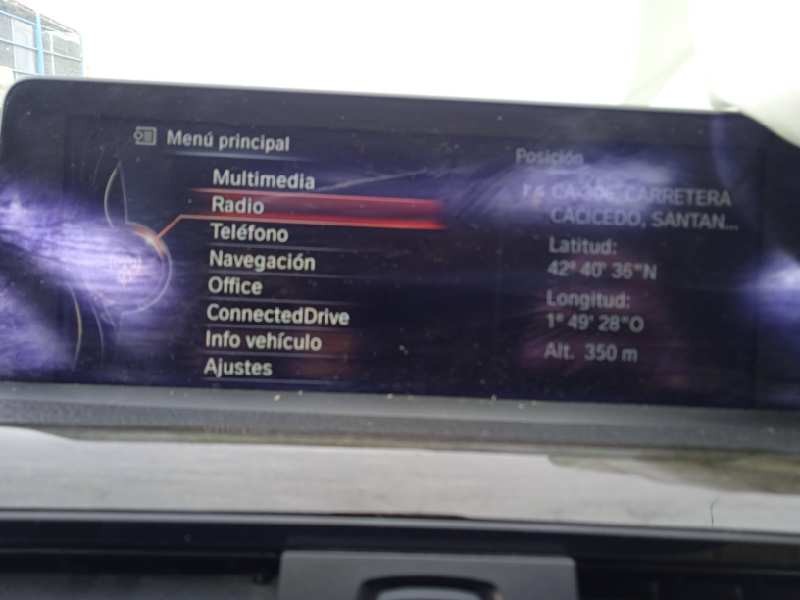 Menú principal
Multimedia
Radio
Teléfono
Navegación
Office
ConnectedDrive
Info vehículo
Ajustes
Posición
CARRETERA
CACICEDO, SANTAN...
Latitud:
42° 40' 36"N
Longitud:
1° 49' 28"O
Alt. 350 m